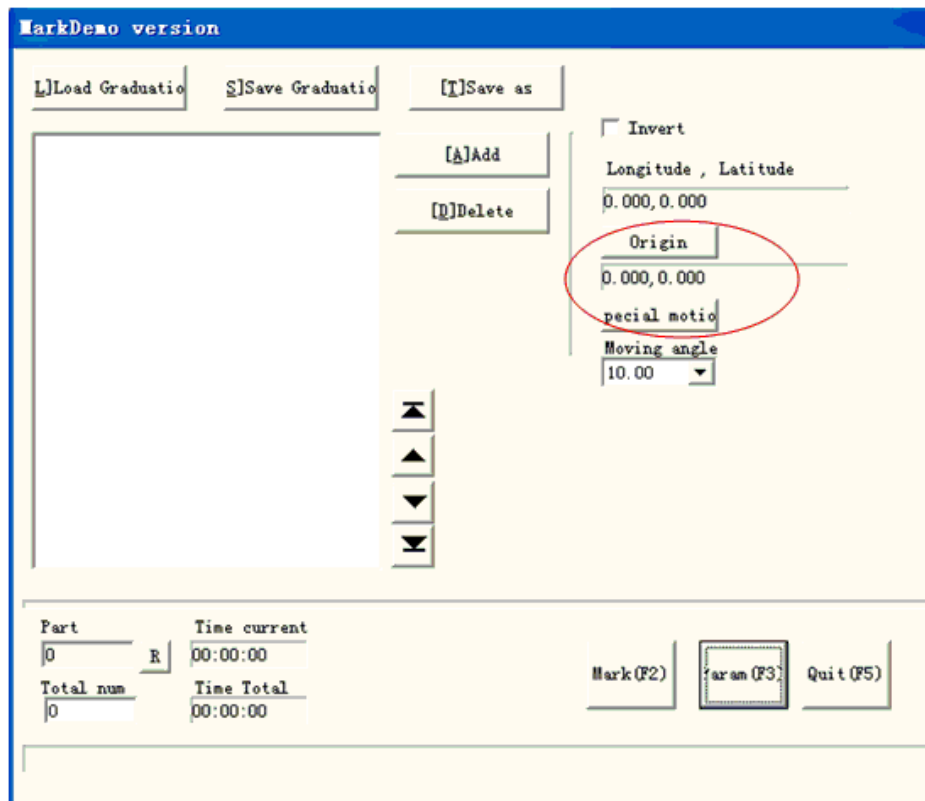 MarkDemo version
L]Load Graduatio
S]Save Graduatio
[T]Save as
[A]Add
[D]Delete
Invert
Longitude , Latitude
0.000,0.000
Origin
0.000,0.000
pecial motio
Moving angle
10.00
Part
0
R
Total num
0
Time current
00:00:00
Time Total
00:00:00
Mark(F2)
aram(F3)
Quit(F5)